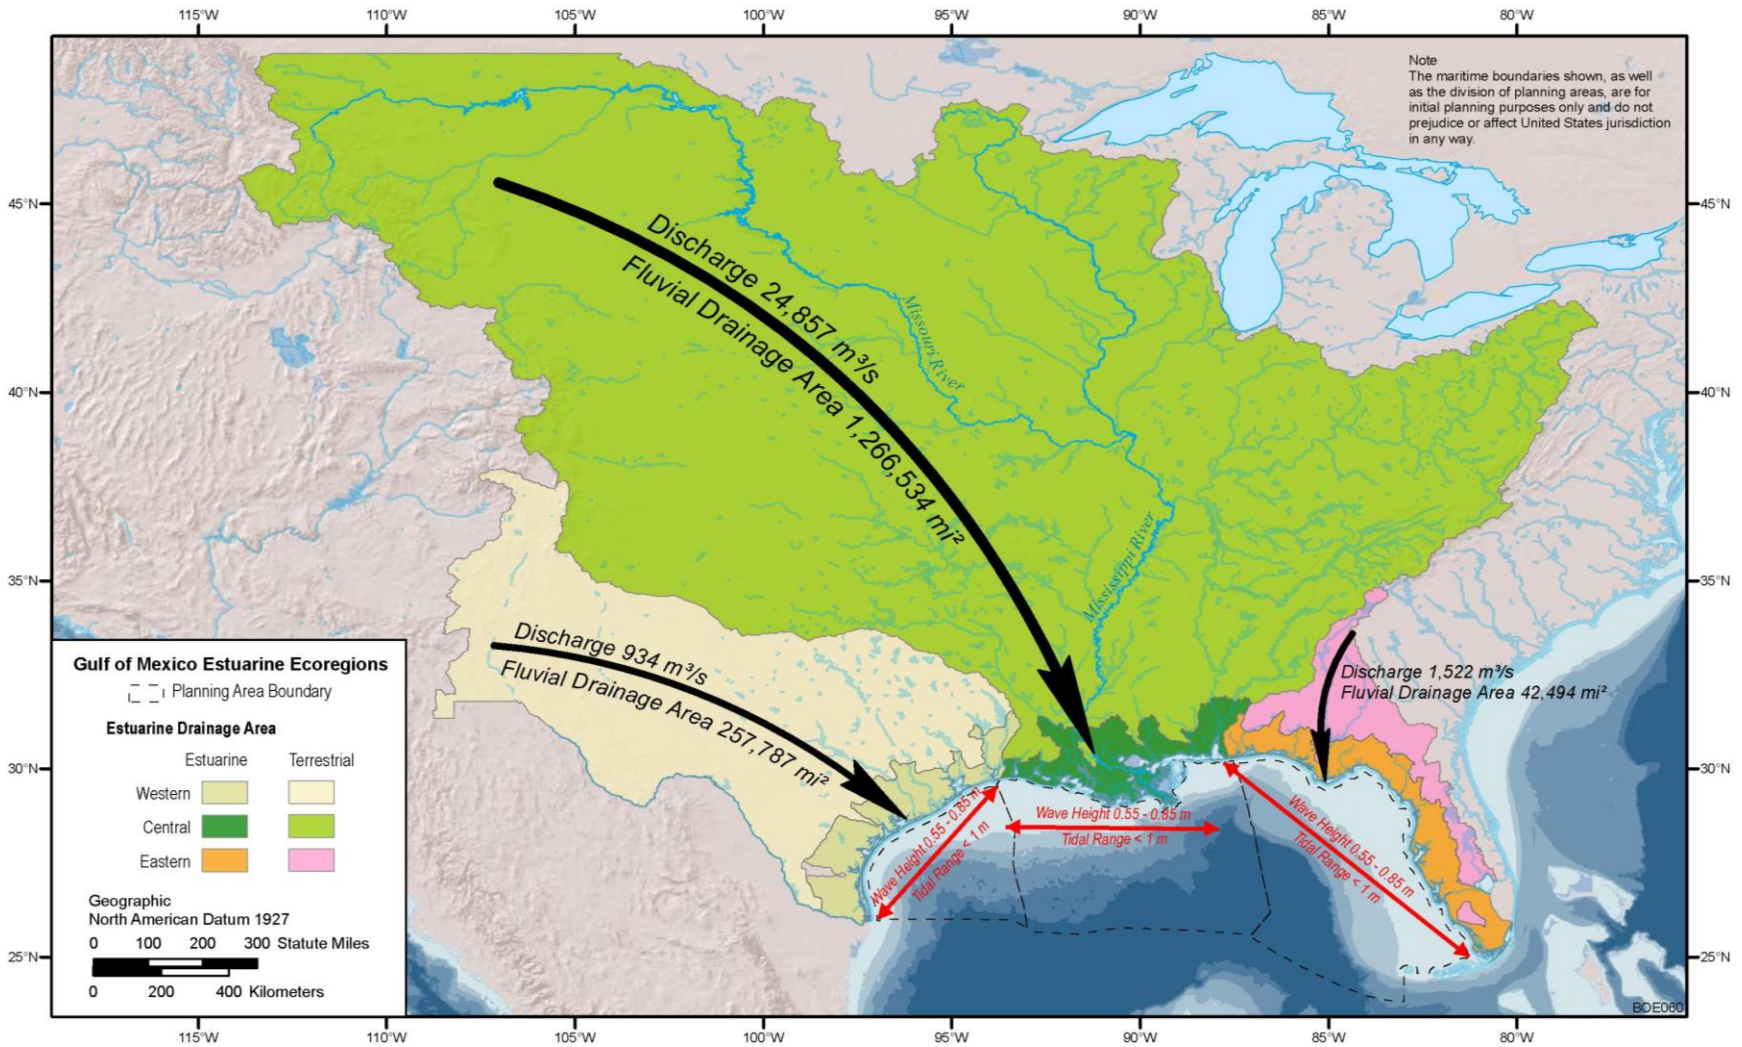 115°W 110°W 105°W 100°W 95°W 90°W 85°W 80°W
Note
The maritime boundaries shown, as well
as the division of planning areas, are for
initial planning purposes only and do not
prejudice or affect United States jurisdiction
in any way.
45°N 45°N
Discharge 24,857 m³/s
Fluvial Drainage Area 1,266,534 mi²
Missouri River
40°N 40°N
Mississippi River
35°N 35°N
Discharge 934 m³/s
Fluvial Drainage Area 257,787 mi²
Discharge 1,522 m³/s
Fluvial Drainage Area 42,494 mi²
30°N 30°N
Wave Height 0.55 - 0.85 m
Tidal Range < 1 m
Wave Height 0.55 - 0.85 m
Tidal Range < 1 m
Wave Height 0.55 - 0.85 m
Tidal Range < 1 m
25°N 25°N
Gulf of Mexico Estuarine Ecoregions
Planning Area Boundary
Estuarine Drainage Area
Estuarine Terrestrial
Western
Central
Eastern
Geographic
North American Datum 1927
0 100 200 300 Statute Miles
0 200 400 Kilometers
BOE060
115°W 110°W 105°W 100°W 95°W 90°W 85°W 80°W